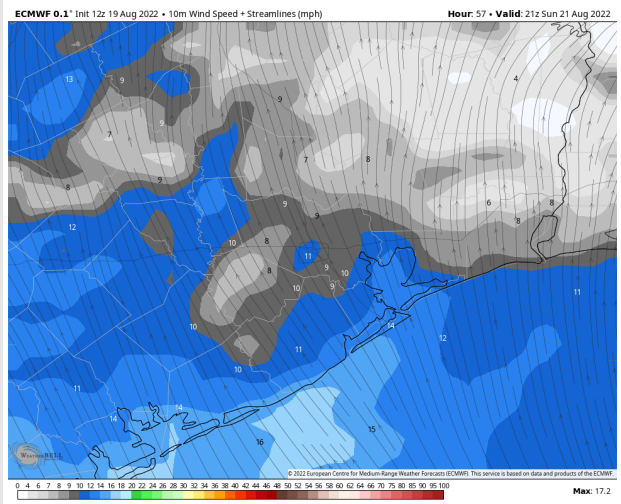 ECMWF 0.1° Init 12z 19 Aug 2022 • 10m Wind Speed + Streamlines (mph) Hour: 57 • Valid: 21z Sun 21 Aug 2022
13 9 4
9
9
7 7 8
8 9 6 8
9 9 8
12 10 8
11
8 9 10
10 9 11
10 14 12
11
10
11
14 14
16 15
WeatherBELL
© 2022 European Centre for Medium-Range Weather Forecasts (ECMWF). This service is based on data and products of the ECMWF.
0 4 6 7 8 9 10 12 14 16 18 20 22 24 26 28 30 32 34 36 38 40 42 44 46 48 50 52 54 56 58 60 62 64 66 70 75 80 85 90 95 100 Max: 17.2